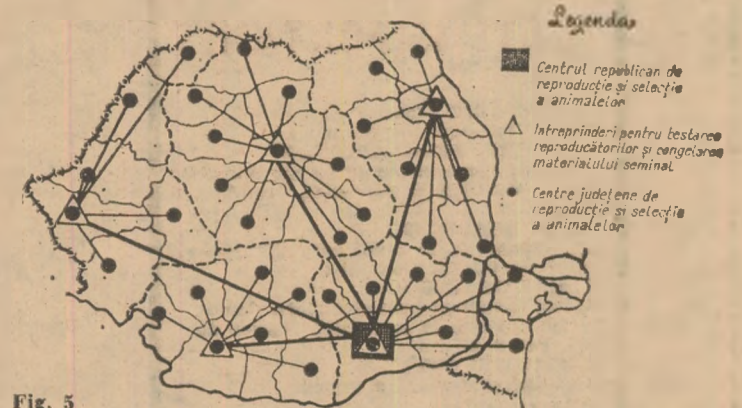 Legenda
Centrul republican de
reproducție și selecție
a animalelor
Intreprinderi pentru testarea
reproducătorilor și congelarea
materialului seminal
Centre județene de
reproducție și selecție
a animalelor
Fig. 5